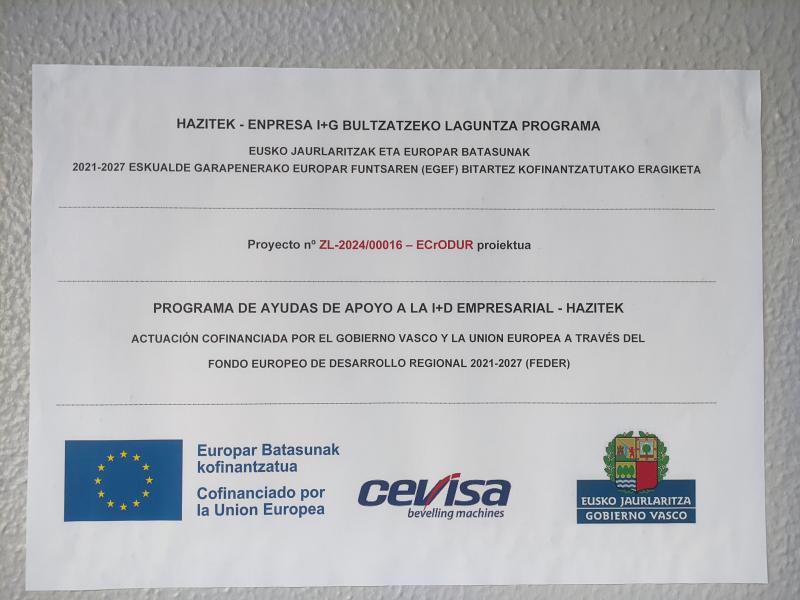 HAZITEK - ENPRESA I+G BULTZATZEKO LAGUNTZA PROGRAMA
EUSKO JAURLARITZAK ETA EUROPAR BATASUNAK
2021-2027 ESKUALDE GARAPENERAKO EUROPAR FUNTSAREN (EGEF) BITARTEZ KOFINANTZATUTAKO ERAGIKETA
Proyecto nº ZL-2024/00016 – ECrODUR proiektua
PROGRAMA DE AYUDAS DE APOYO A LA I+D EMPRESARIAL - HAZITEK
ACTUACIÓN COFINANCIADA POR EL GOBIERNO VASCO Y LA UNION EUROPEA A TRAVÉS DEL
FONDO EUROPEO DE DESARROLLO REGIONAL 2021-2027 (FEDER)
Europar Batasunak
kofinantzatua
Cofinanciado por
la Union Europea
cevisa
bevelling machines
EUSKO JAURLARITZA
GOBIERNO VASCO